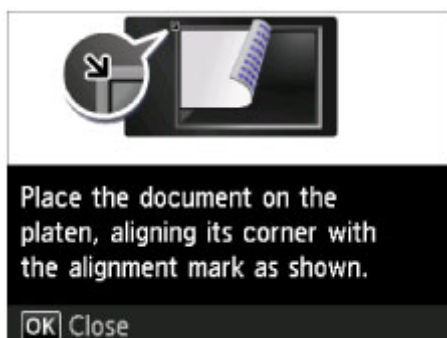 Place the document on the
platen, aligning its corner with
the alignment mark as shown.
OK Close